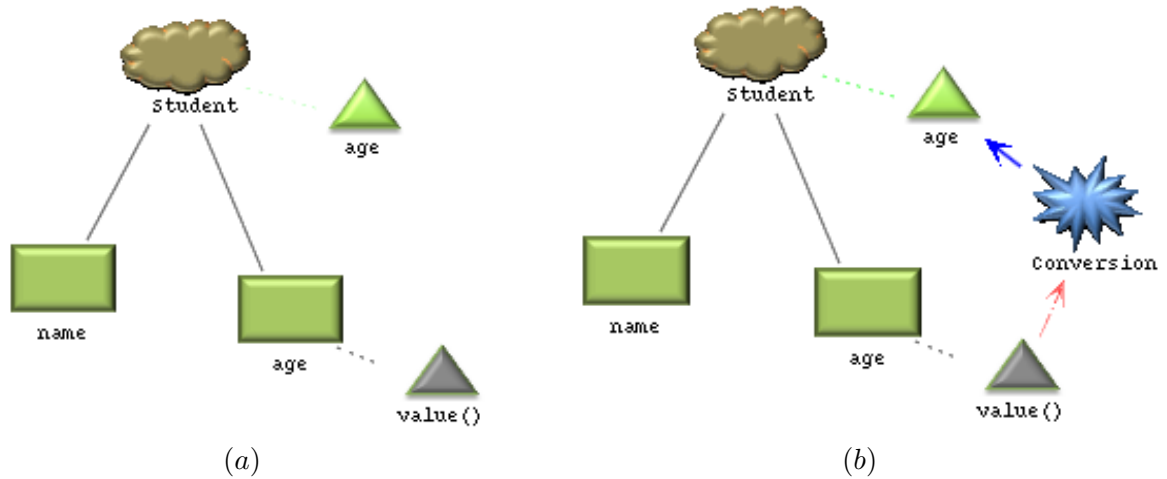 Student
age
name
age
value()
(a)
Student
age
Conversion
name
age
value()
(b)